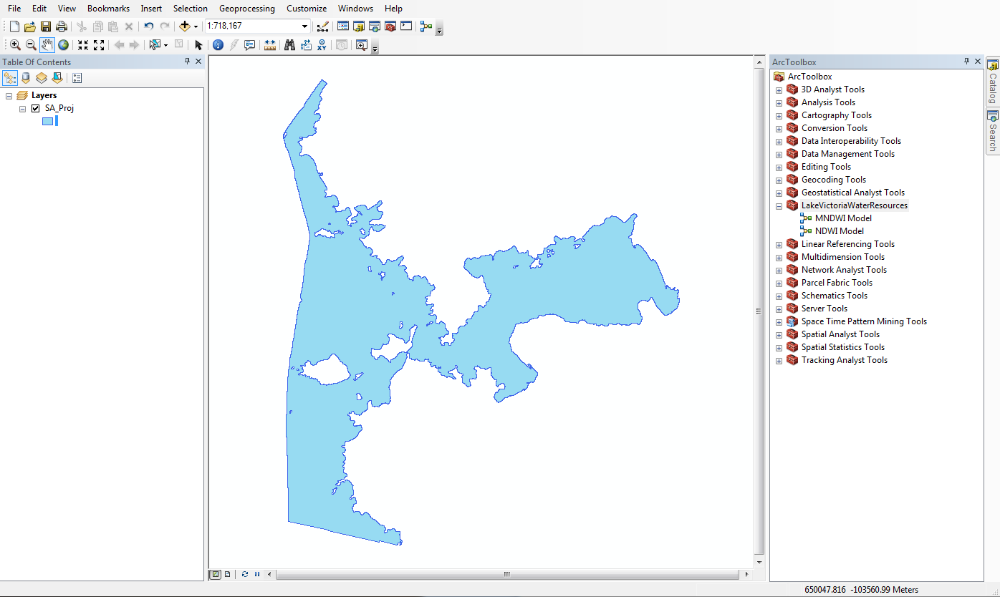 File Edit View Bookmarks Insert Selection Geoprocessing Customize Windows Help
1:718,167
Table Of Contents
Layers
SA_Proj
ArcToolbox
ArcToolbox
3D Analyst Tools
Analysis Tools
Cartography Tools
Conversion Tools
Data Interoperability Tools
Data Management Tools
Editing Tools
Geocoding Tools
Geostatistical Analyst Tools
LakeVictoriaWaterResources
MNDWI Model
NDWI Model
Linear Referencing Tools
Multidimension Tools
Network Analyst Tools
Parcel Fabric Tools
Schematics Tools
Server Tools
Space Time Pattern Mining Tools
Spatial Analyst Tools
Spatial Statistics Tools
Tracking Analyst Tools
Catalog
Search
650047.816 -103560.99 Meters